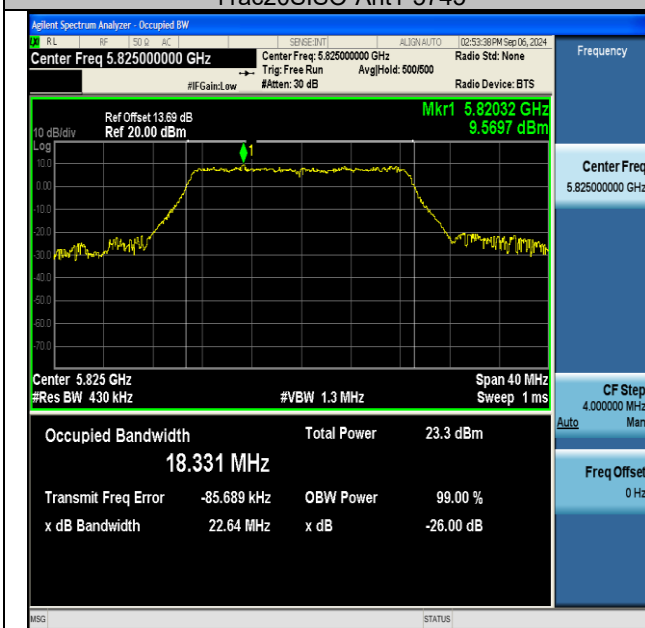 11ac20SISO-Ant1-5745
Agilent Spectrum Analyzer - Occupied BW
RL RF 50 Ω AC SENSE:INT ALIGN AUTO 02:53:38 PM Sep 06, 2024
Center Freq 5.825000000 GHz Center Freq: 5.825000000 GHz Radio Std: None Frequency
Trig: Free Run Avg|Hold: 500/500
#IFGain:Low #Atten: 30 dB Radio Device: BTS
Mkr1 5.82032 GHz
9.5697 dBm
Ref Offset 13.69 dB
10 dB/div Ref 20.00 dBm
Log
1
10.0
0.00
-10.0
-20.0
-30.0
-40.0
-50.0
-60.0
-70.0
Center Freq
5.825000000 GHz
Center 5.825 GHz Span 40 MHz
#Res BW 430 kHz #VBW 1.3 MHz Sweep 1 ms
CF Step
4.000000 MHz
Auto Man
Occupied Bandwidth Total Power 23.3 dBm
18.331 MHz
Freq Offset
0 Hz
Transmit Freq Error -85.689 kHz OBW Power 99.00 %
x dB Bandwidth 22.64 MHz x dB -26.00 dB
MSG STATUS